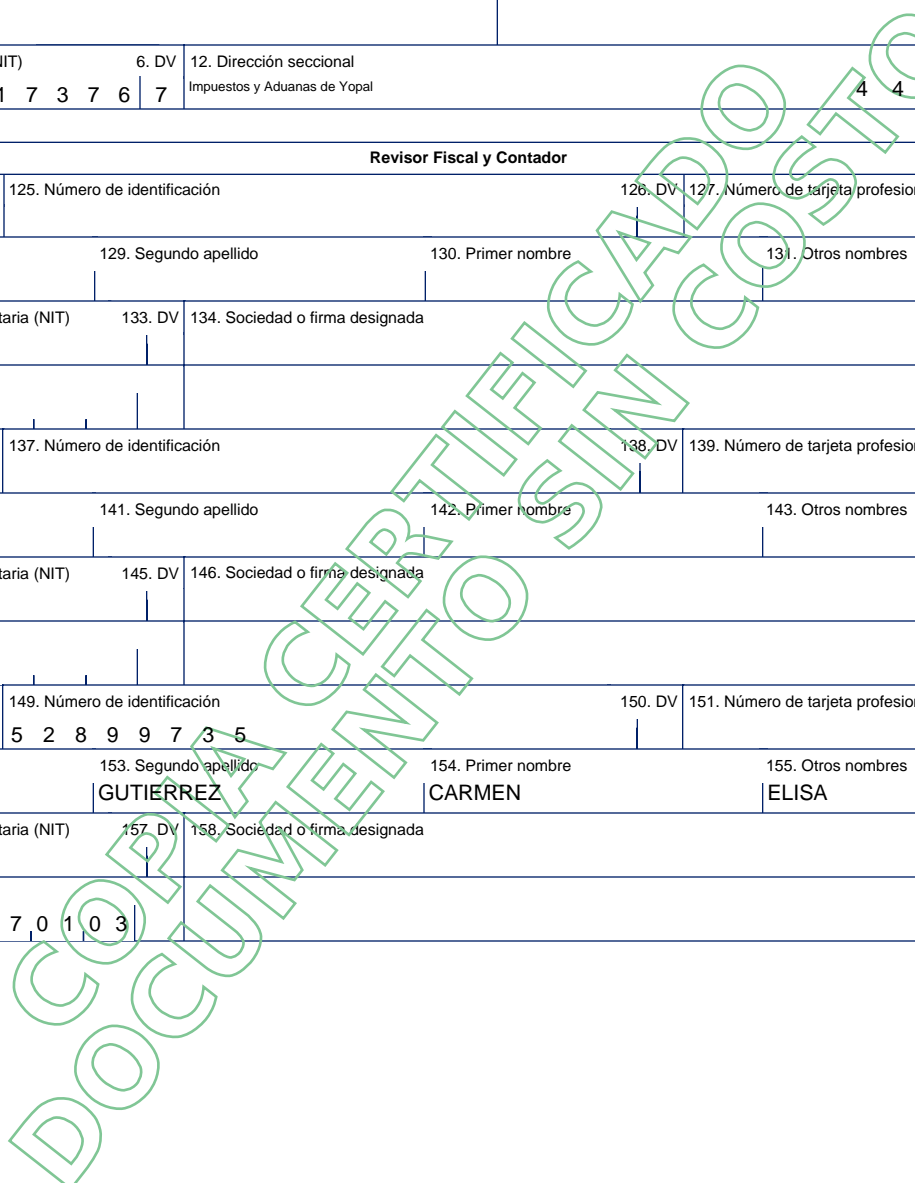 IIT) 6. DV 12. Dirección seccional
1 7 3 7 6 7 Impuestos y Aduanas de Yopal 4 4
Revisor Fiscal y Contador
125. Número de identificación 126. DV 127. Número de tarjeta profesion
129. Segundo apellido 130. Primer nombre 131. Otros nombres
taria (NIT) 133. DV 134. Sociedad o firma designada
137. Número de identificación 138. DV 139. Número de tarjeta profesion
141. Segundo apellido 142. Primer nombre 143. Otros nombres
taria (NIT) 145. DV 146. Sociedad o firma designada
149. Número de identificación 150. DV 151. Número de tarjeta profesion
5 2 8 9 9 7 3 5
153. Segundo apellido 154. Primer nombre 155. Otros nombres
GUTIERREZ CARMEN ELISA
taria (NIT) 157. DV 158. Sociedad o firma designada
7 0 1 0 3
COPIA CERTIFICADO
DOCUMENTO SIN COSTO